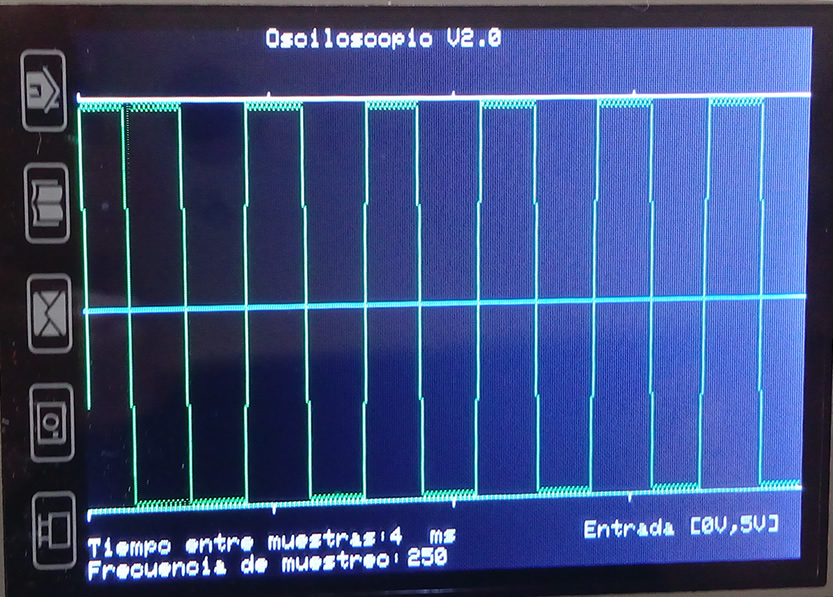 Osciloscopio V2.0
Tiempo entre muestras:4 ms
Entrada [0V,5V]
Frecuencia de muestreo:250